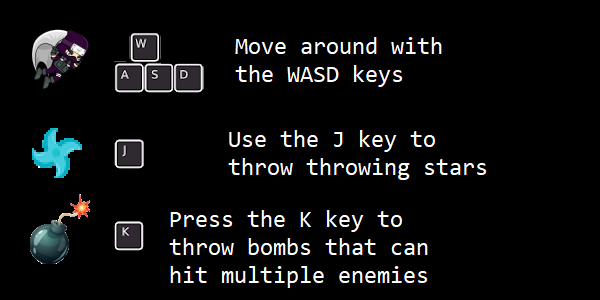 W
A S D
Move around with
the WASD keys
J
Use the J key to
throw throwing stars
K
Press the K key to
throw bombs that can
hit multiple enemies